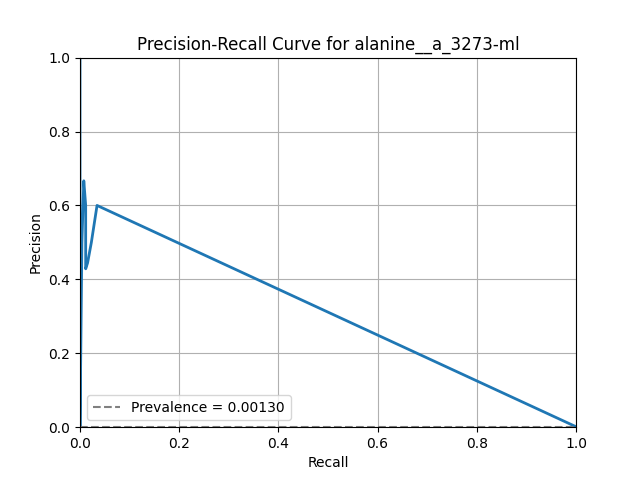 Precision-Recall Curve for alanine__a_3273-ml
Precision
1.0
0.8
0.6
0.4
0.2
0.0
Prevalence = 0.00130
0.0 0.2 0.4 0.6 0.8 1.0
Recall